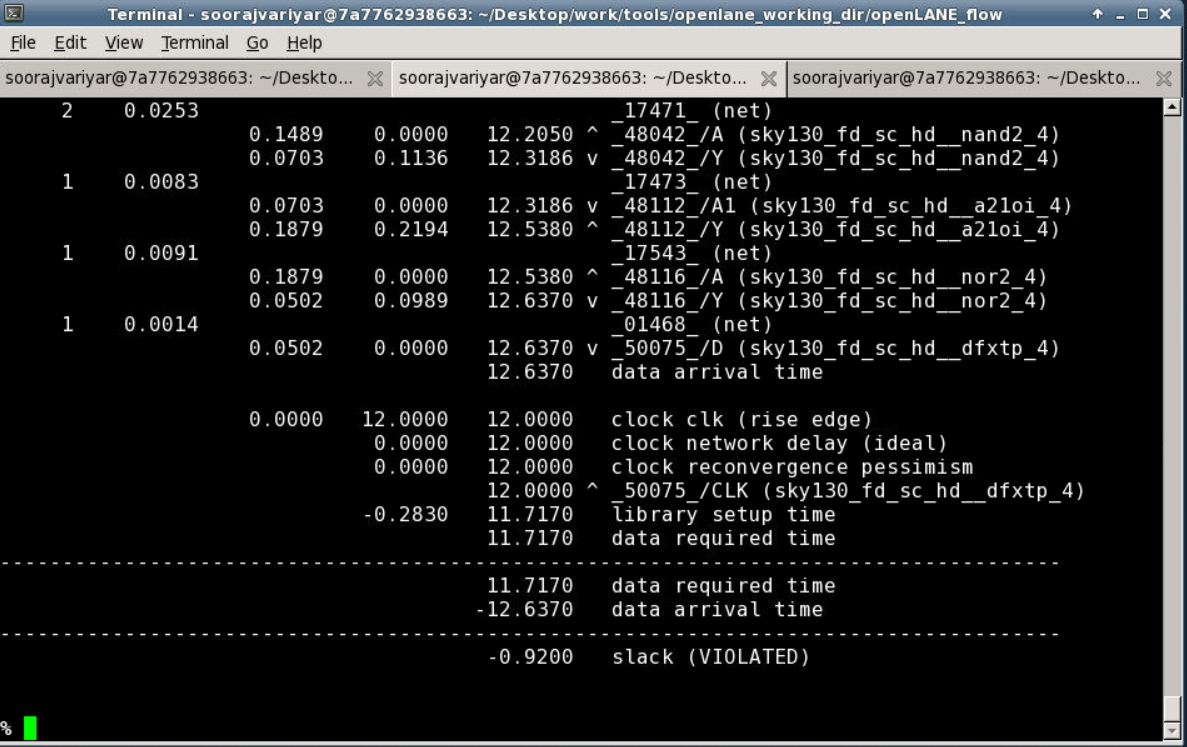 Terminal - soorajvariyar@7a7762938663: ~/Desktop/work/tools/openlane_working_dir/openLANE_flow
File Edit View Terminal Go Help
soorajvariyar@7a7762938663: ~/Deskto... soorajvariyar@7a7762938663: ~/Deskto... soorajvariyar@7a7762938663: ~/Deskto...
2 0.0253 _17471_ (net)
0.1489 0.0000 12.2050 ^ _48042_/A (sky130_fd_sc_hd__nand2_4)
0.0703 0.1136 12.3186 v _48042_/Y (sky130_fd_sc_hd__nand2_4)
1 0.0083 _17473_ (net)
0.0703 0.0000 12.3186 v _48112_/A1 (sky130_fd_sc_hd__a21oi_4)
0.1879 0.2194 12.5380 ^ _48112_/Y (sky130_fd_sc_hd__a21oi_4)
1 0.0091 _17543_ (net)
0.1879 0.0000 12.5380 ^ _48116_/A (sky130_fd_sc_hd__nor2_4)
0.0502 0.0989 12.6370 v _48116_/Y (sky130_fd_sc_hd__nor2_4)
1 0.0014 _01468_ (net)
0.0502 0.0000 12.6370 v _50075_/D (sky130_fd_sc_hd__dfxtp_4)
12.6370 data arrival time
0.0000 12.0000 12.0000 clock clk (rise edge)
0.0000 12.0000 clock network delay (ideal)
0.0000 12.0000 clock reconvergence pessimism
12.0000 ^ _50075_/CLK (sky130_fd_sc_hd__dfxtp_4)
-0.2830 11.7170 library setup time
11.7170 data required time
-------------------------------------------------------------------------------------
11.7170 data required time
-12.6370 data arrival time
-------------------------------------------------------------------------------------
-0.9200 slack (VIOLATED)
%